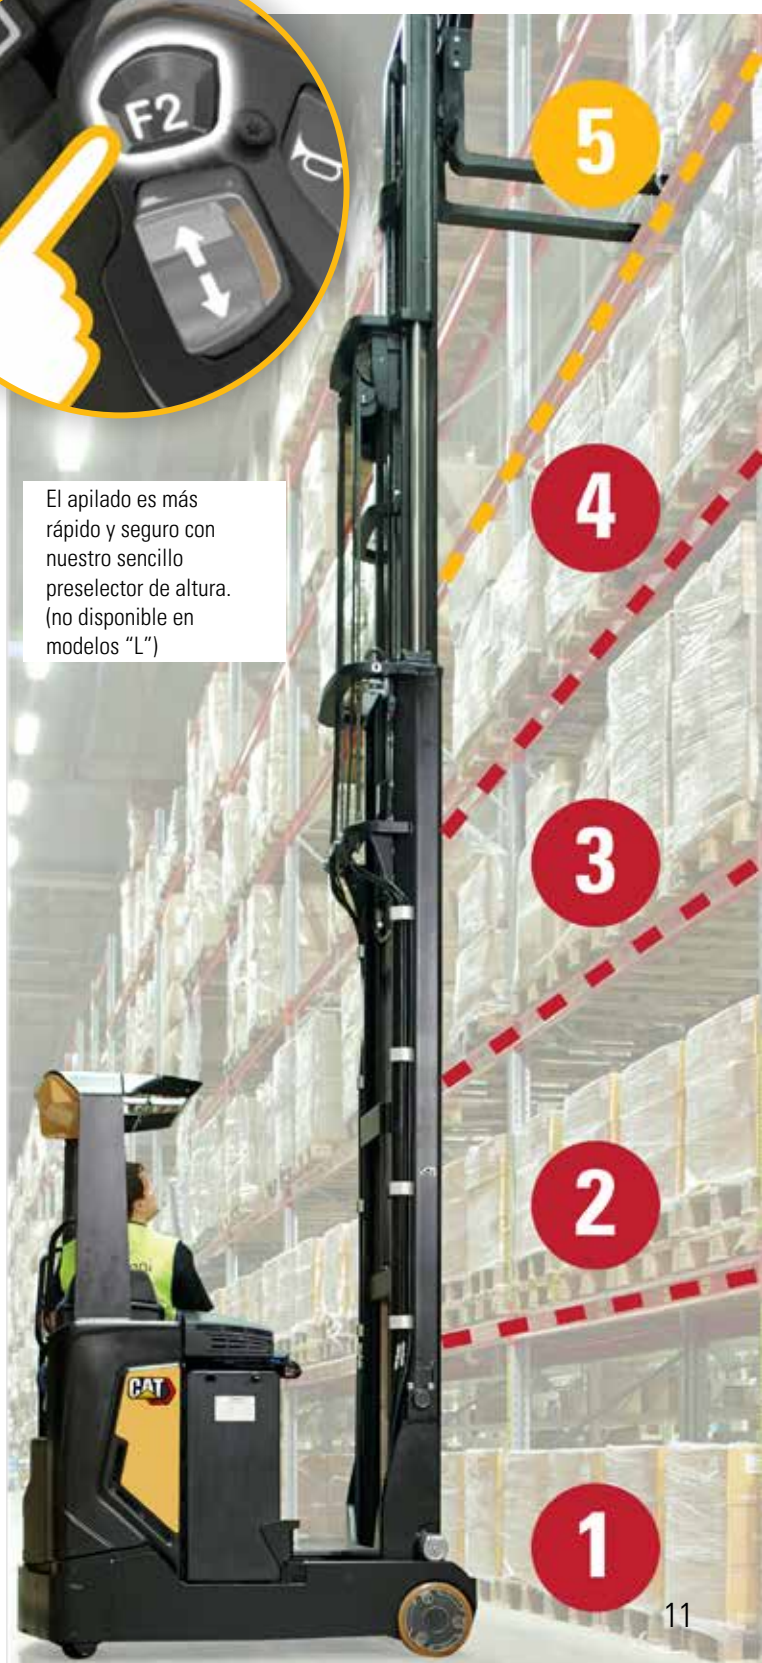 F2
5
4
El apilado es más
rápido y seguro con
nuestro sencillo
preselector de altura.
(no disponible en
modelos “L”)
3
2
CAT
1
11